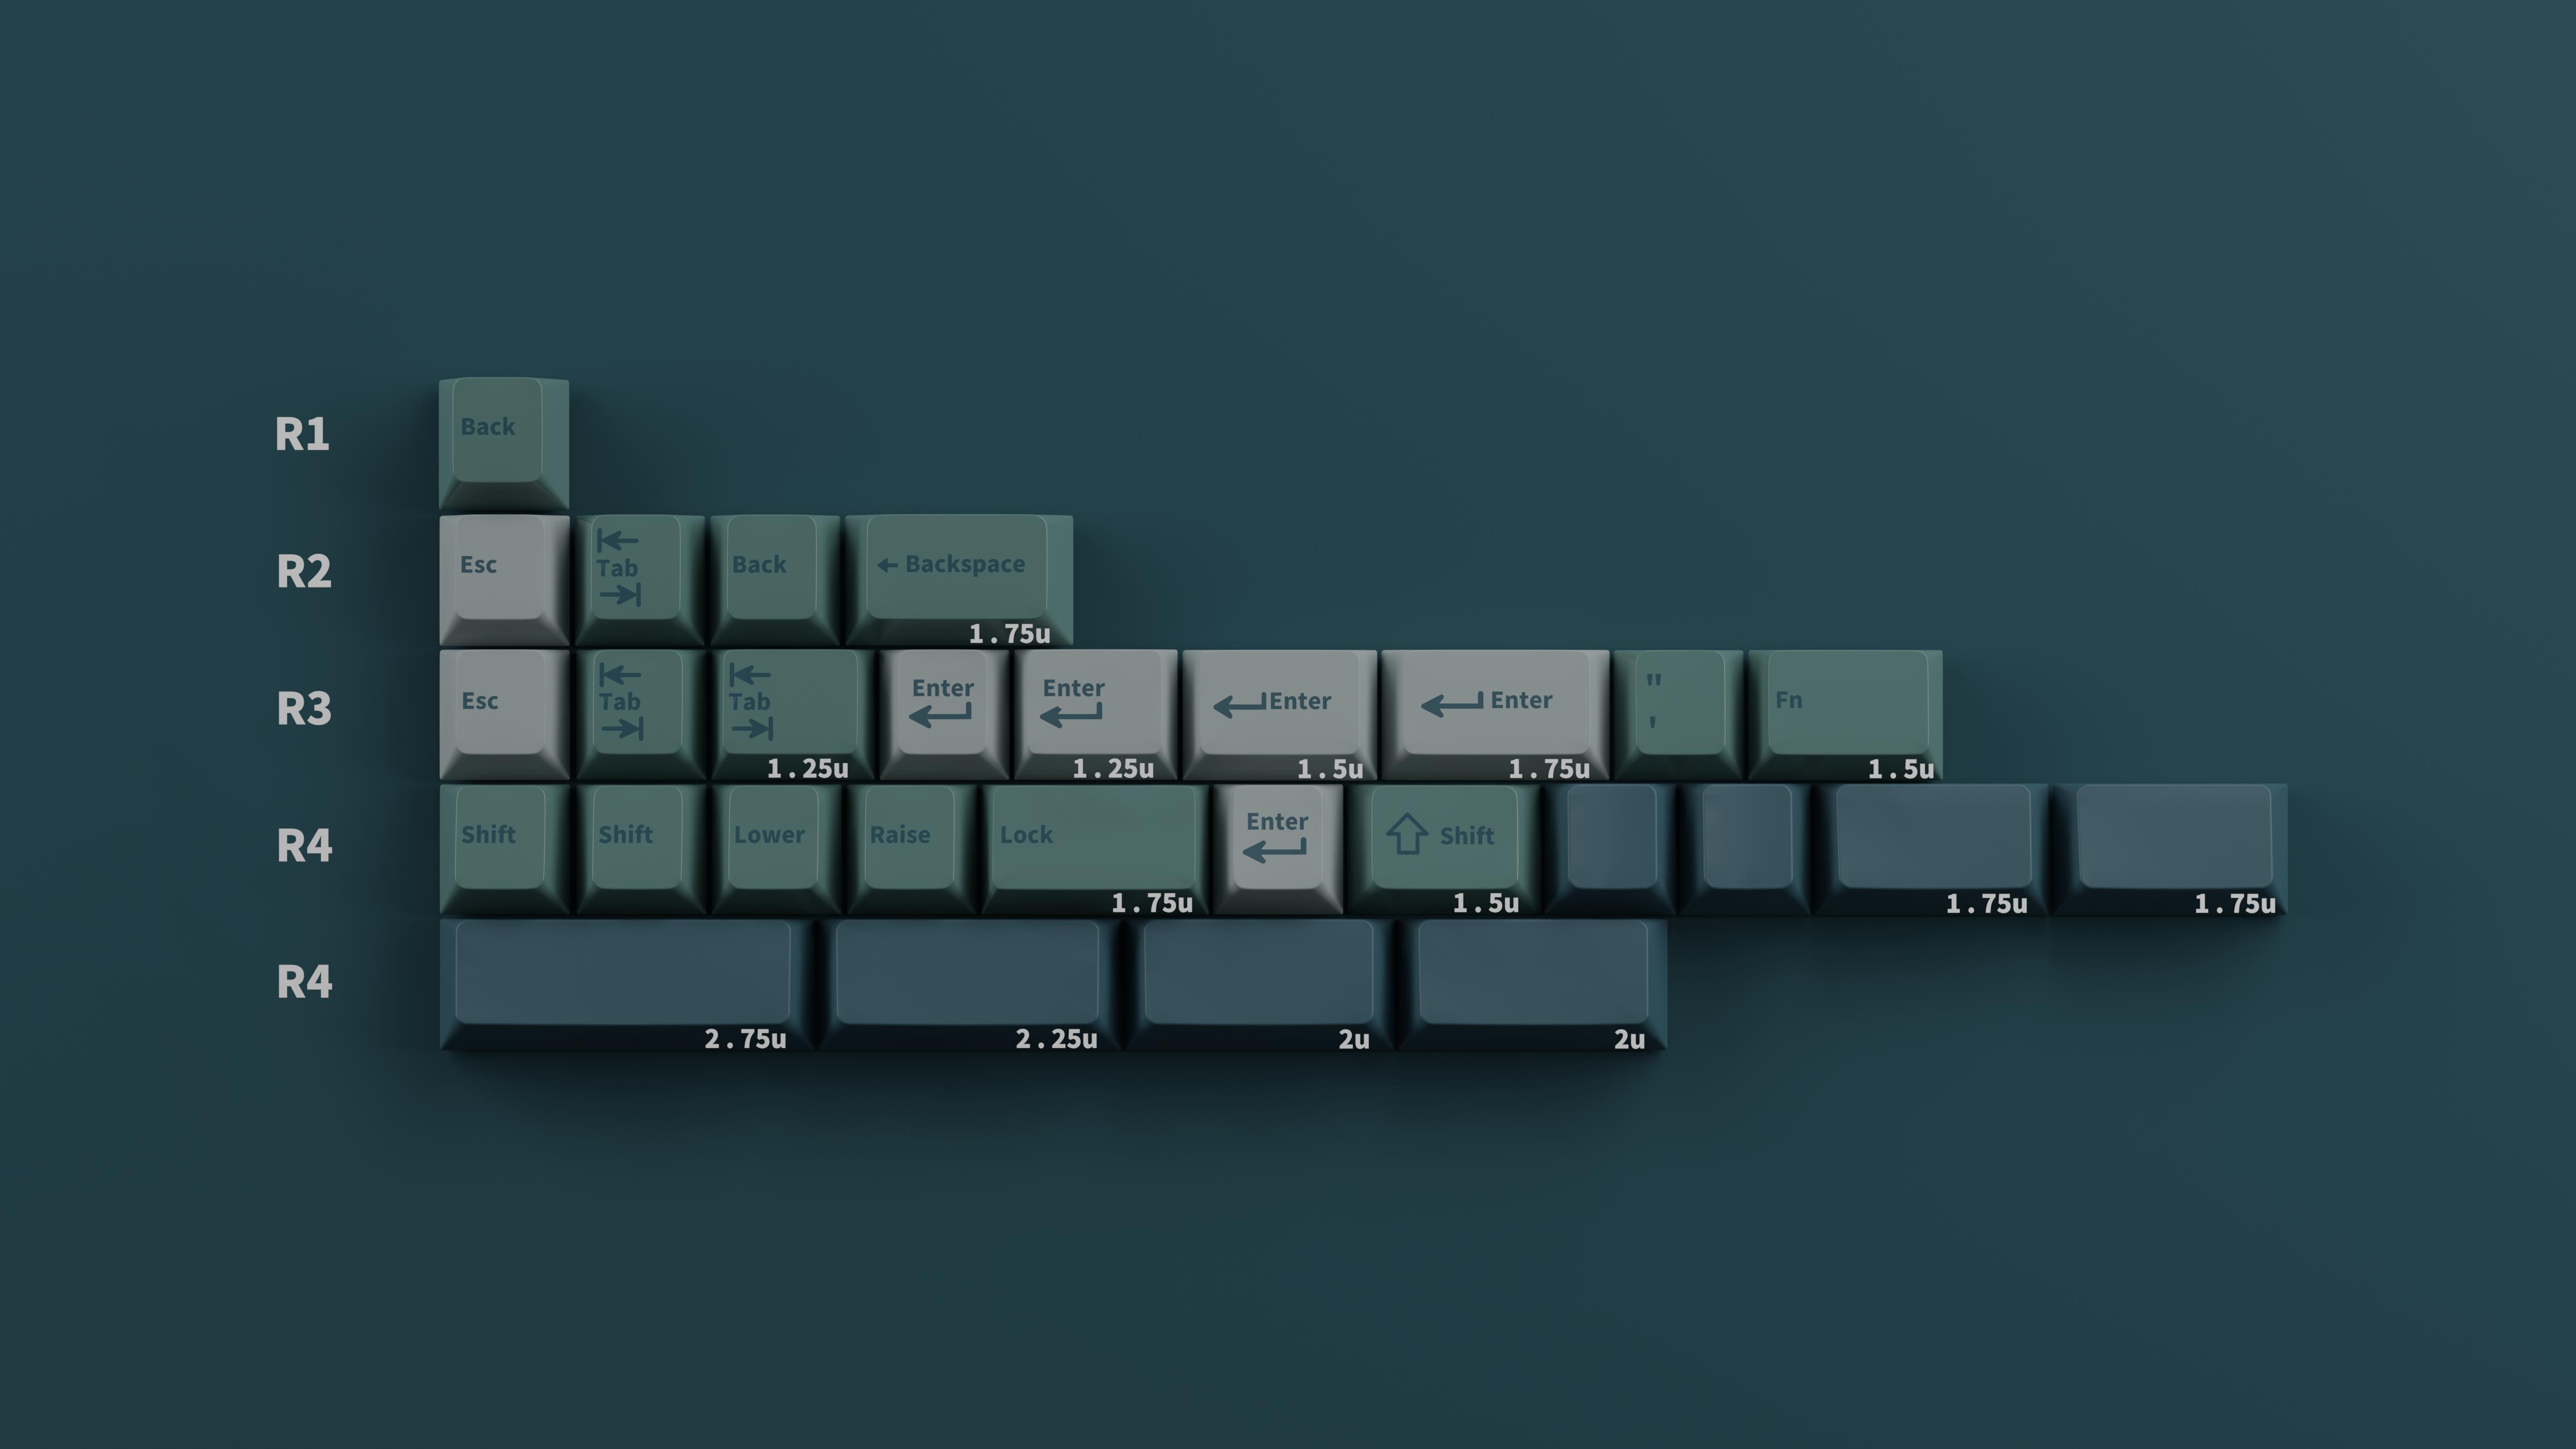 R1
Back
R2
Esc
Tab
Back
Backspace
1.75u
R3
Esc
Tab
Tab
1.25u
Enter
Enter
1.25u
Enter
1.5u
Enter
1.75u
"
'
Fn
1.5u
R4
Shift
Shift
Lower
Raise
Lock
1.75u
Enter
Shift
1.5u
1.75u
1.75u
R4
2.75u
2.25u
2u
2u